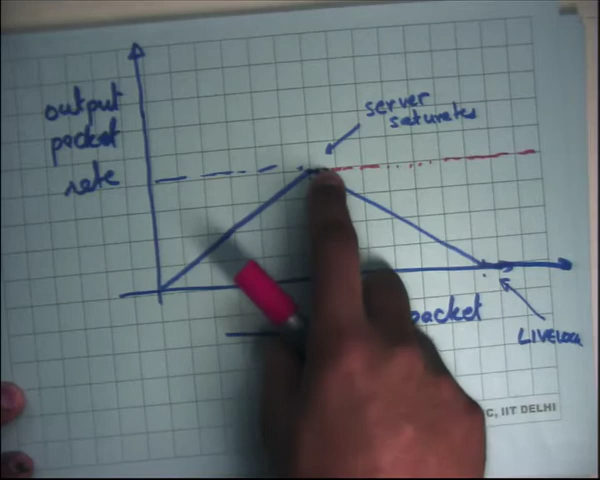 output
packet
rate
server
saturates
packet
LIVELOCK
C, IIT DELHI